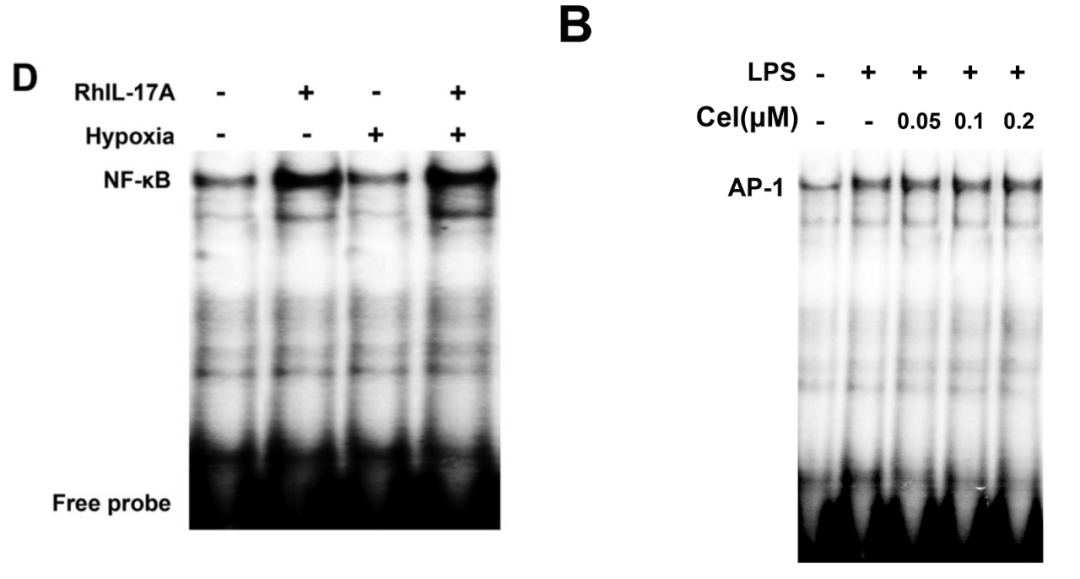 D
RhIL-17A - + - +
Hypoxia - - + +
NF-κB
Free probe
B
LPS - + + + +
Cel(μM) - - 0.05 0.1 0.2
AP-1